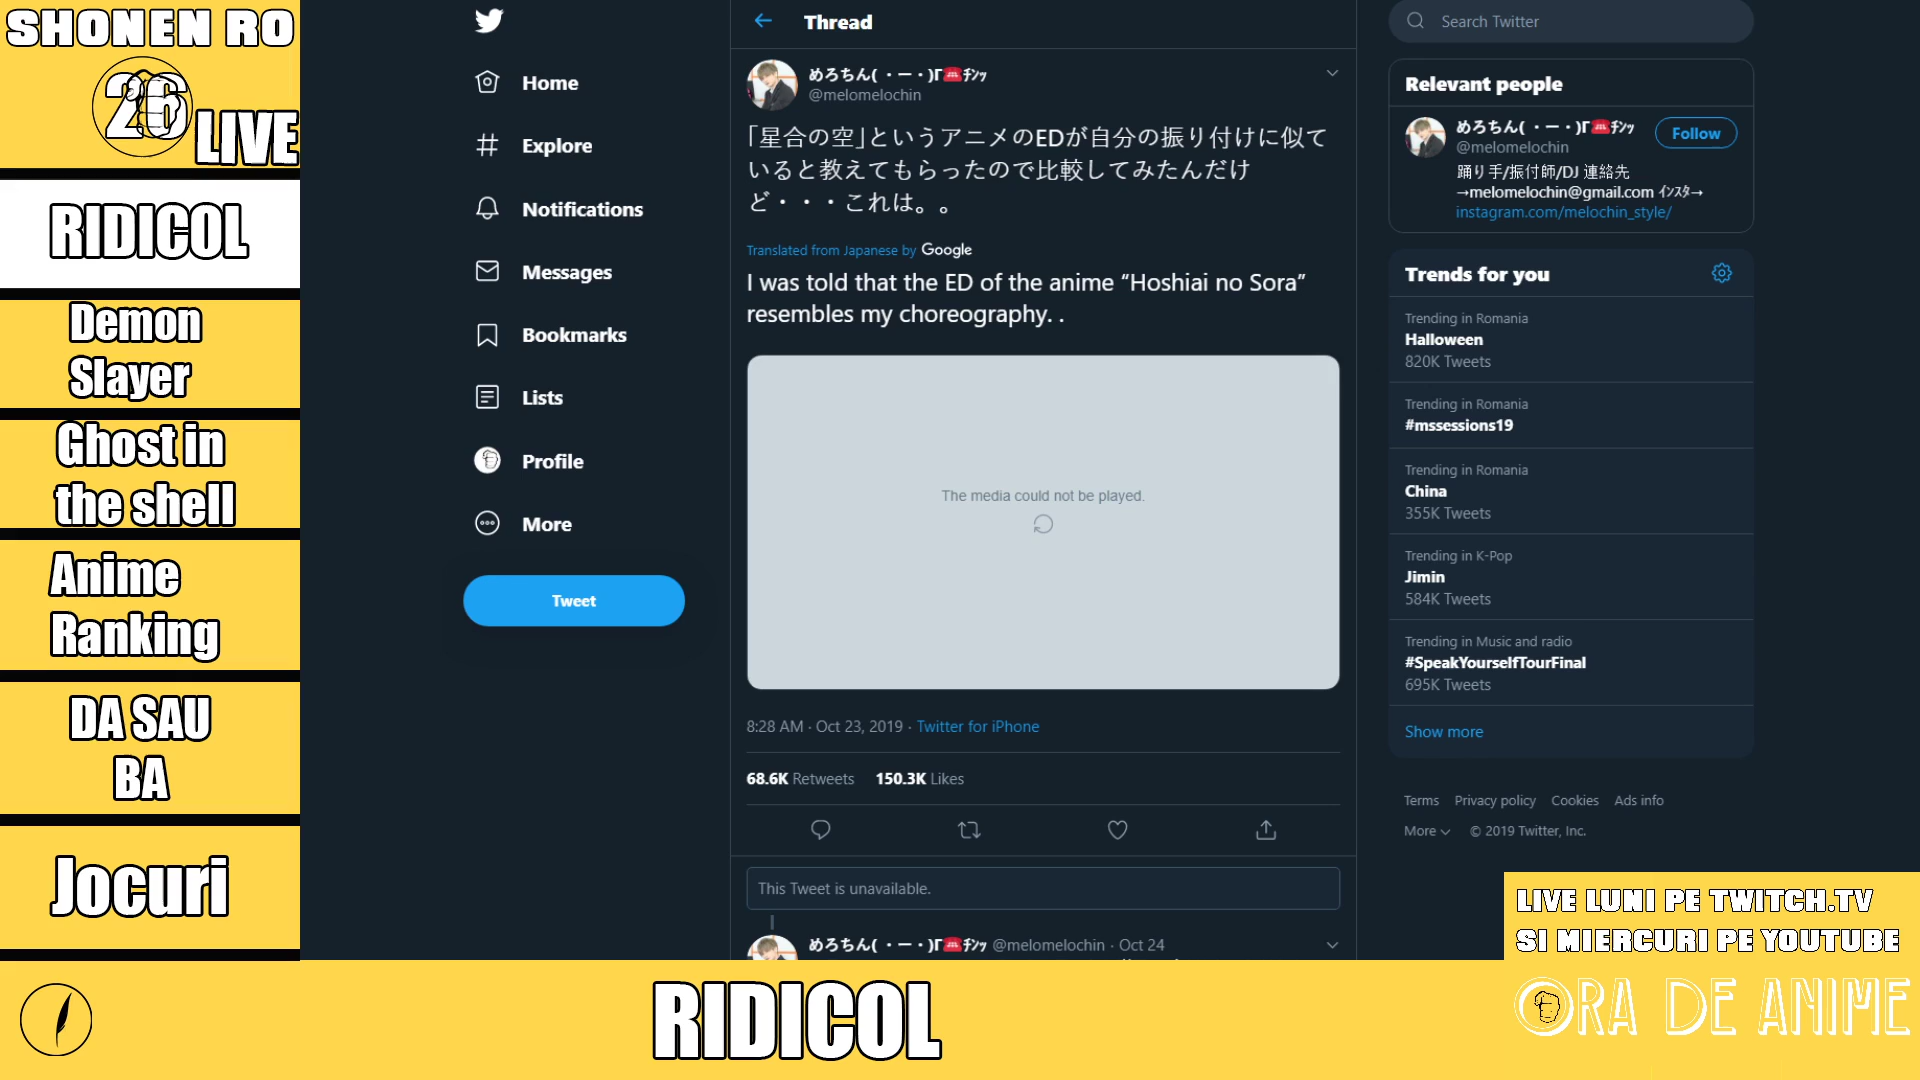 SHONEN RO
26
LIVE
RIDICOL
Demon
Slayer
Ghost in
the shell
Anime
Ranking
DA SAU
BA
Jocuri
Home
Explore
Notifications
Messages
Bookmarks
Lists
Profile
More
Tweet
Thread
めろちん( ・ー・)Γ☎️ﾁﾝｯ
@melomelochin
「星合の空」というアニメのEDが自分の振り付けに似て
いると教えてもらったので比較してみたんだけ
ど・・・これは。。
Translated from Japanese by Google
I was told that the ED of the anime “Hoshiai no Sora”
resembles my choreography. .
The media could not be played.
8:28 AM · Oct 23, 2019 · Twitter for iPhone
68.6K Retweets 150.3K Likes
This Tweet is unavailable.
めろちん( ・ー・)Γ☎️ﾁﾝｯ @melomelochin · Oct 24
Search Twitter
Relevant people
めろちん( ・ー・)Γ☎️ﾁﾝｯ
@melomelochin
Follow
踊り手/振付師/DJ 連絡先
→melomelochin@gmail.com ｲﾝｽﾀ→
instagram.com/melochin_style/
Trends for you
Trending in Romania
Halloween
820K Tweets
Trending in Romania
#mssessions19
Trending in Romania
China
355K Tweets
Trending in K-Pop
Jimin
584K Tweets
Trending in Music and radio
#SpeakYourselfTourFinal
695K Tweets
Show more
Terms Privacy policy Cookies Ads info
More © 2019 Twitter, Inc.
LIVE LUNI PE TWITCH.TV
SI MIERCURI PE YOUTUBE
RIDICOL
ORA DE ANIME